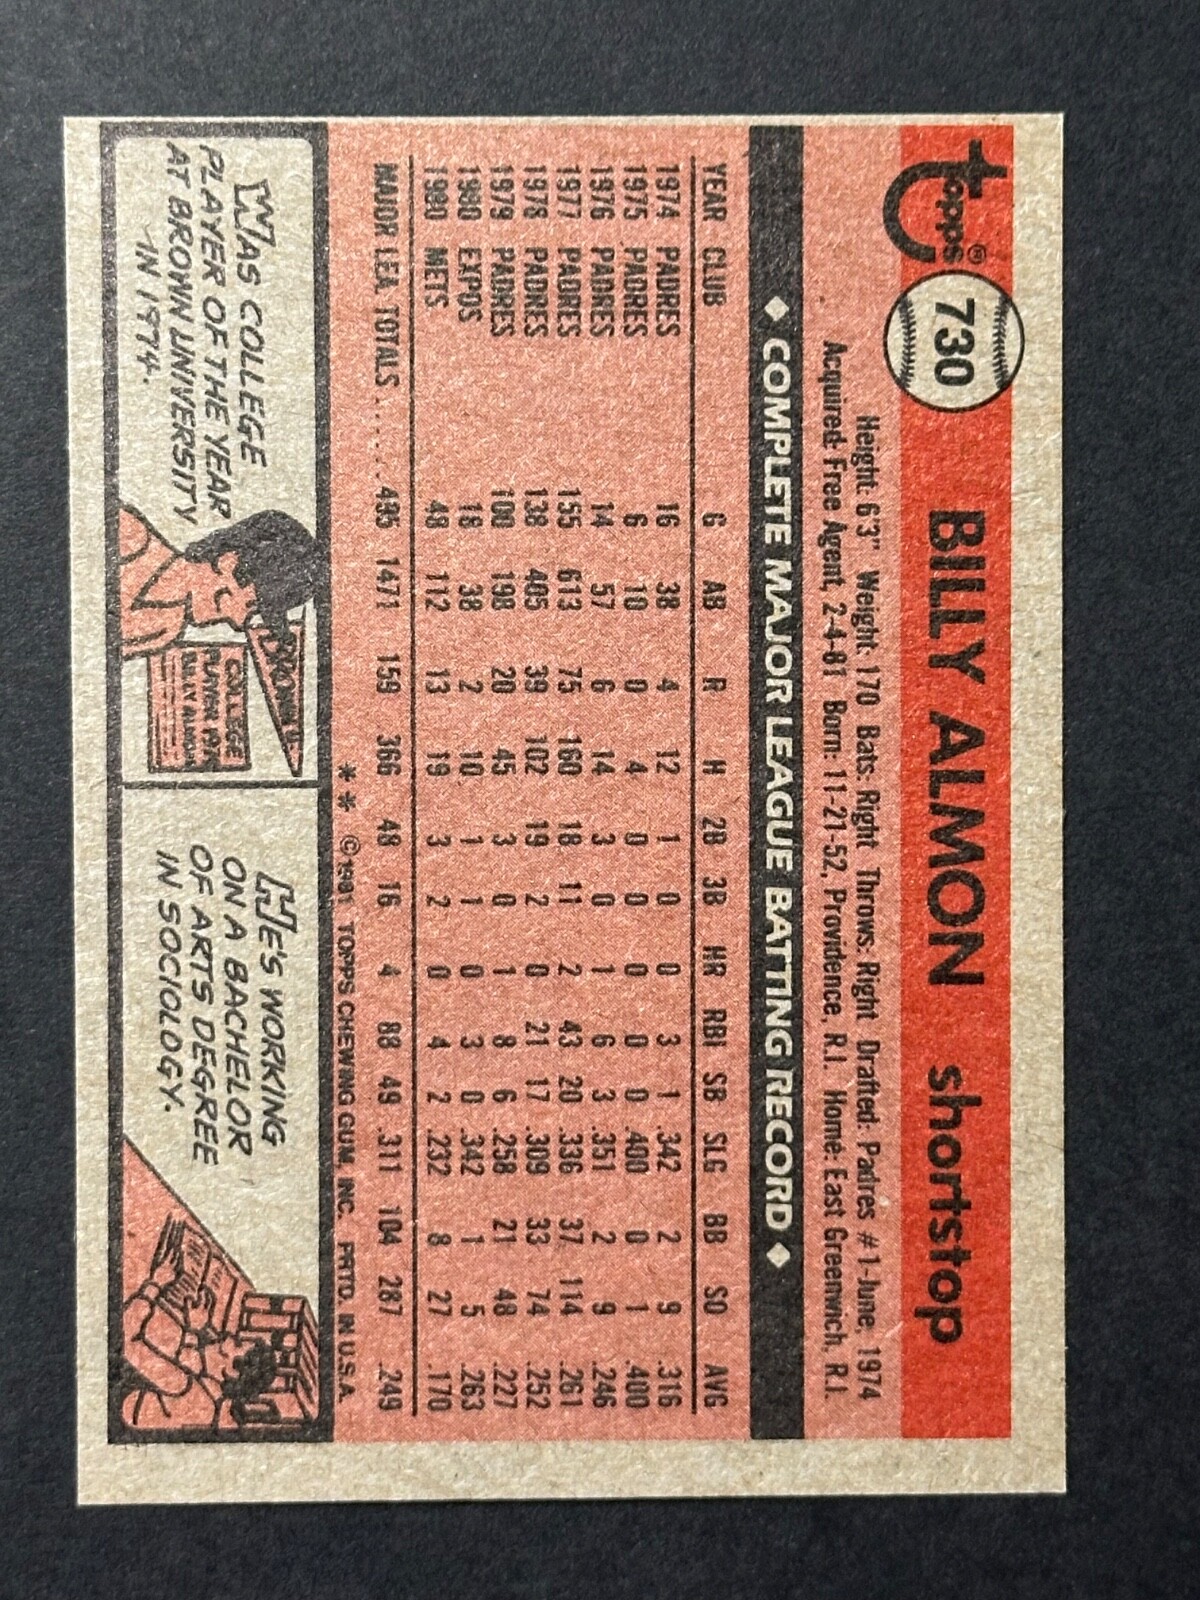 topps®
730
BILLY ALMON shortstop
Height: 6'3" Weight: 170 Bats: Right Throws: Right Drafted: Padres #1-June, 1974
Acquired: Free Agent, 2-4-81 Born: 11-21-52, Providence, R.I. Home: East Greenwich, R.I.
◆ COMPLETE MAJOR LEAGUE BATTING RECORD ◆
YEAR CLUB G AB R H 2B 3B HR RBI SB SLG BB SO AVG
1974 PADRES 16 38 4 12 1 0 0 3 1 .342 2 9 .316
1975 PADRES 6 10 0 4 0 0 0 0 0 .400 0 1 .400
1976 PADRES 14 57 6 14 3 0 1 6 3 .351 2 9 .246
1977 PADRES 155 613 75 160 18 11 2 43 20 .336 37 114 .261
1978 PADRES 138 405 39 102 19 2 0 21 17 .309 33 74 .252
1979 PADRES 100 198 20 45 3 0 1 8 6 .258 21 48 .227
1980 EXPOS 18 38 2 10 1 1 0 3 0 .342 1 5 .263
1980 METS 48 112 13 19 3 2 0 4 2 .232 8 27 .170
MAJOR LEA. TOTALS...... 495 1471 159 366 48 16 4 88 49 .311 104 287 .249
** ©1981 TOPPS CHEWING GUM, INC. PRTD. IN U.S.A.
WAS COLLEGE
PLAYER OF THE YEAR
AT BROWN UNIVERSITY
IN 1974.
BROWN U.
COLLEGE
PLAYER 1974
BILLY ALMON
HE'S WORKING
ON A BACHELOR
OF ARTS DEGREE
IN SOCIOLOGY.